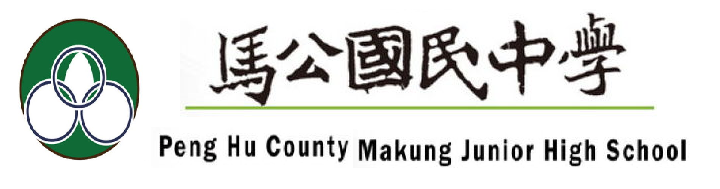 馬公國民中學
Peng Hu County Makung Junior High School